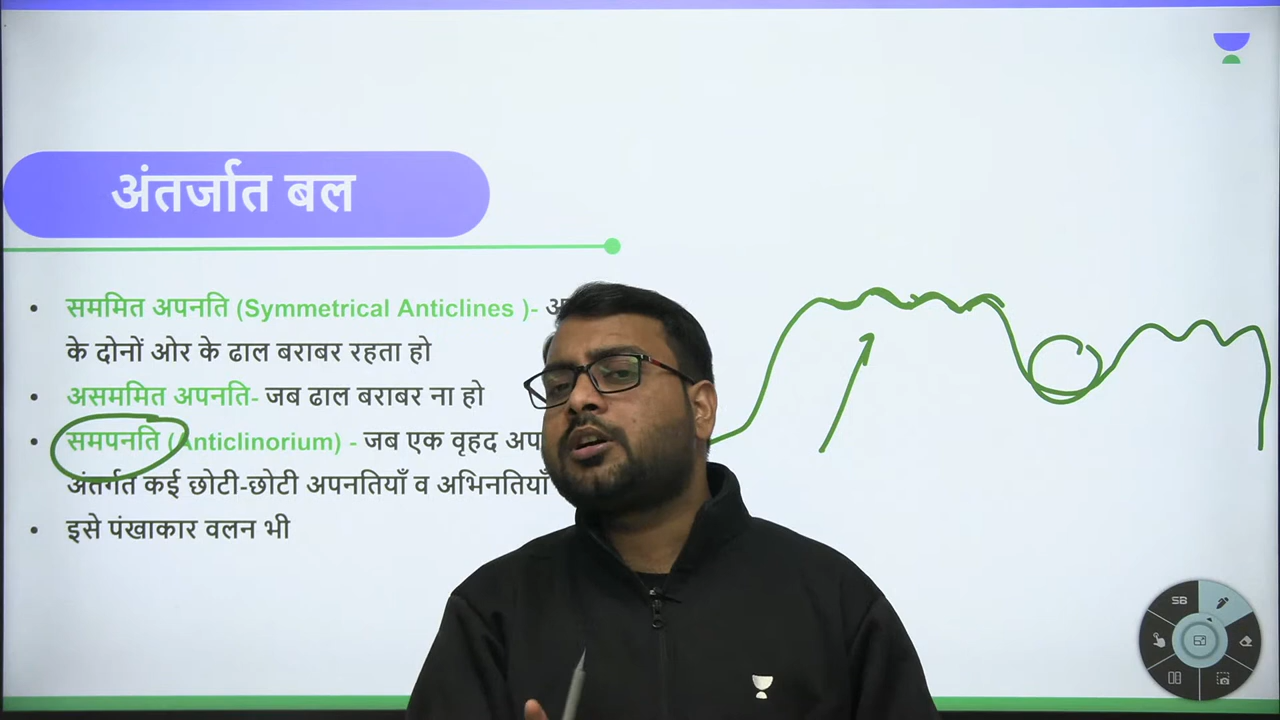 अंतर्जात बल
• सममित अपनति (Symmetrical Anticlines )-
के दोनों ओर के ढाल बराबर रहता हो
• असममित अपनति- जब ढाल बराबर ना हो
• समपनति (Anticlinorium) - जब एक वृहद
अंतर्गत कई छोटी-छोटी अपनतियाँ व अभिनतियाँ
• इसे पंखाकार वलन भी
SB